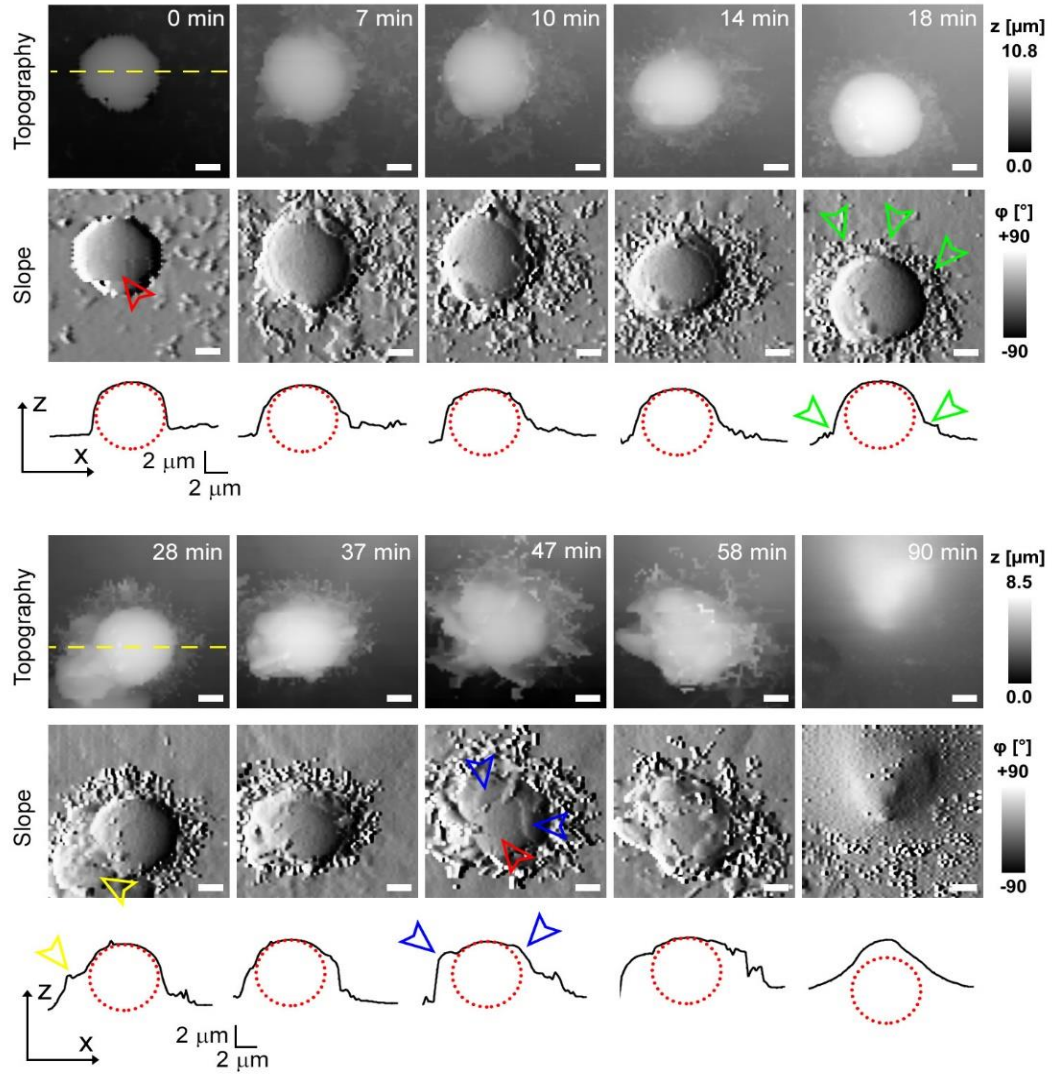 0 min 7 min 10 min 14 min 18 min
Topography
z [µm]
10.8
0.0
Slope
φ [°]
+90
-90
Z
X
2 µm
2 µm
28 min 37 min 47 min 58 min 90 min
Topography
z [µm]
8.5
0.0
Slope
φ [°]
+90
-90
Z
X
2 µm
2 µm